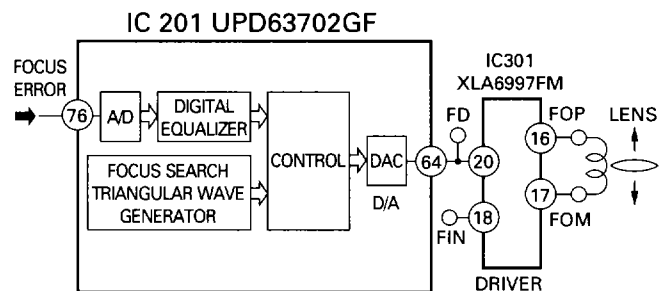 IC 201 UPD63702GF
FOCUS
ERROR
76
A/D
DIGITAL
EQUALIZER
FOCUS SEARCH
TRIANGULAR WAVE
GENERATOR
CONTROL
DAC
D/A
64
FD
FIN
IC301
XLA6997FM
20
18
16
17
DRIVER
FOP
FOM
LENS